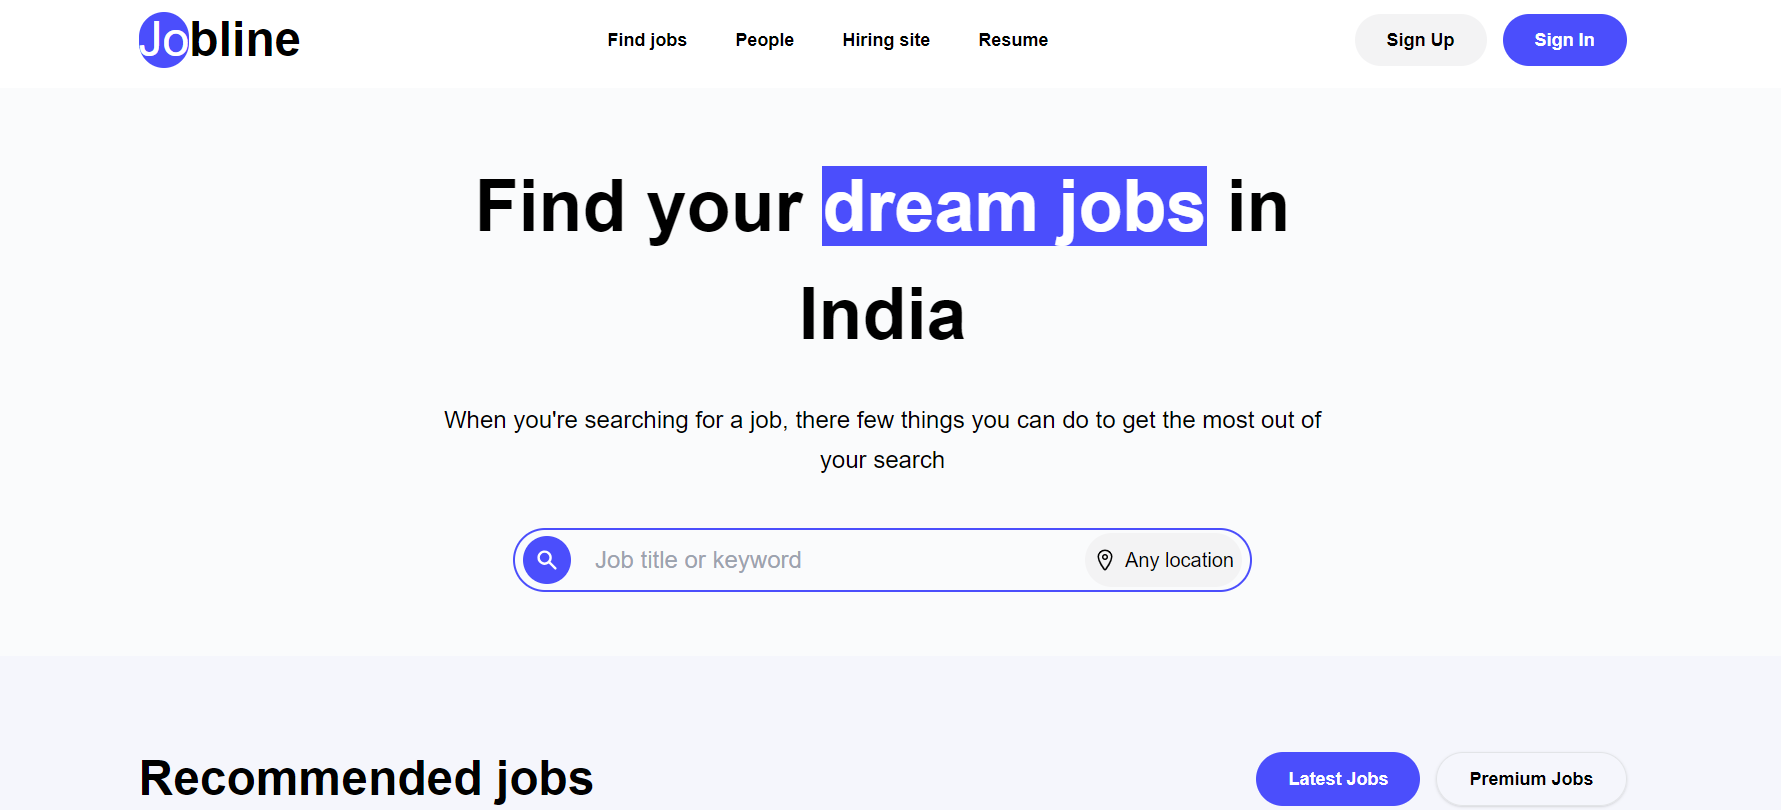 Jobline
Find jobs
People
Hiring site
Resume
Sign Up
Sign In
Find your dream jobs in
India
When you're searching for a job, there few things you can do to get the most out of
your search
Job title or keyword
Any location
Recommended jobs
Latest Jobs
Premium Jobs